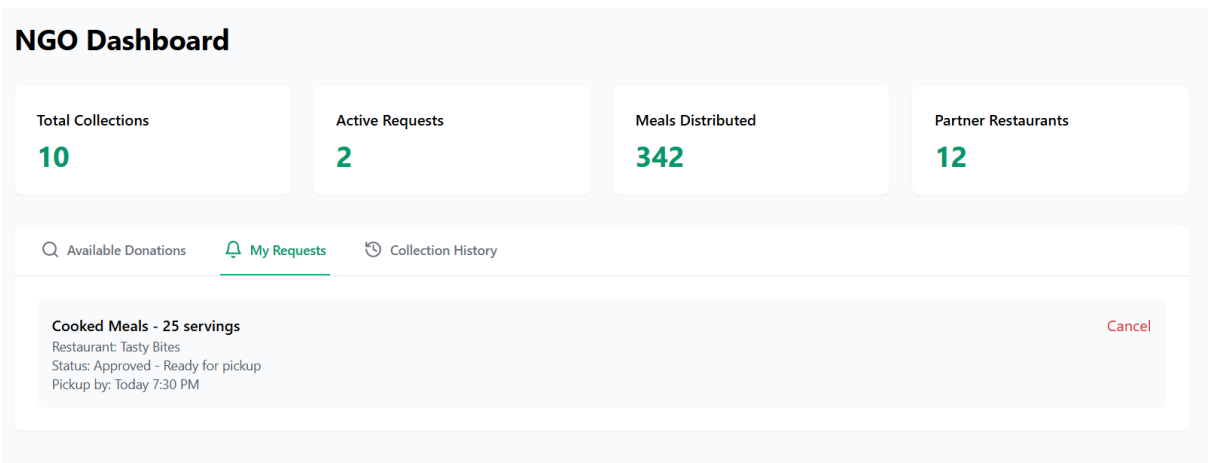 NGO Dashboard
Total Collections
10
Active Requests
2
Meals Distributed
342
Partner Restaurants
12
Available Donations
My Requests
Collection History
Cooked Meals - 25 servings
Cancel
Restaurant: Tasty Bites
Status: Approved - Ready for pickup
Pickup by: Today 7:30 PM